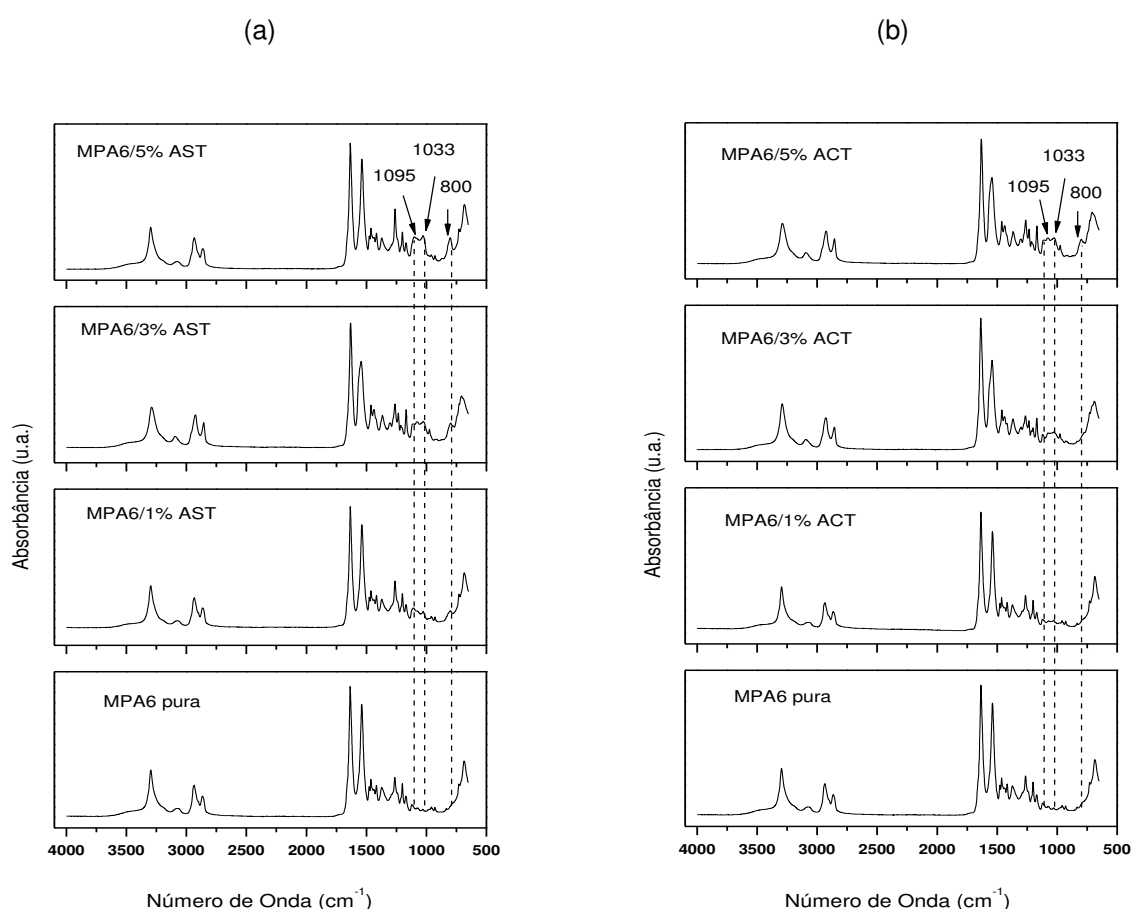 (a)
MPA6/5% AST
1033
1095
800
MPA6/3% AST
MPA6/1% AST
MPA6 pura
Absorbância (u.a.)
4000 3500 3000 2500 2000 1500 1000 500
Número de Onda (cm⁻¹)
(b)
MPA6/5% ACT
1033
1095
800
MPA6/3% ACT
MPA6/1% ACT
MPA6 pura
Absorbância (u.a.)
4000 3500 3000 2500 2000 1500 1000 500
Número de Onda (cm⁻¹)